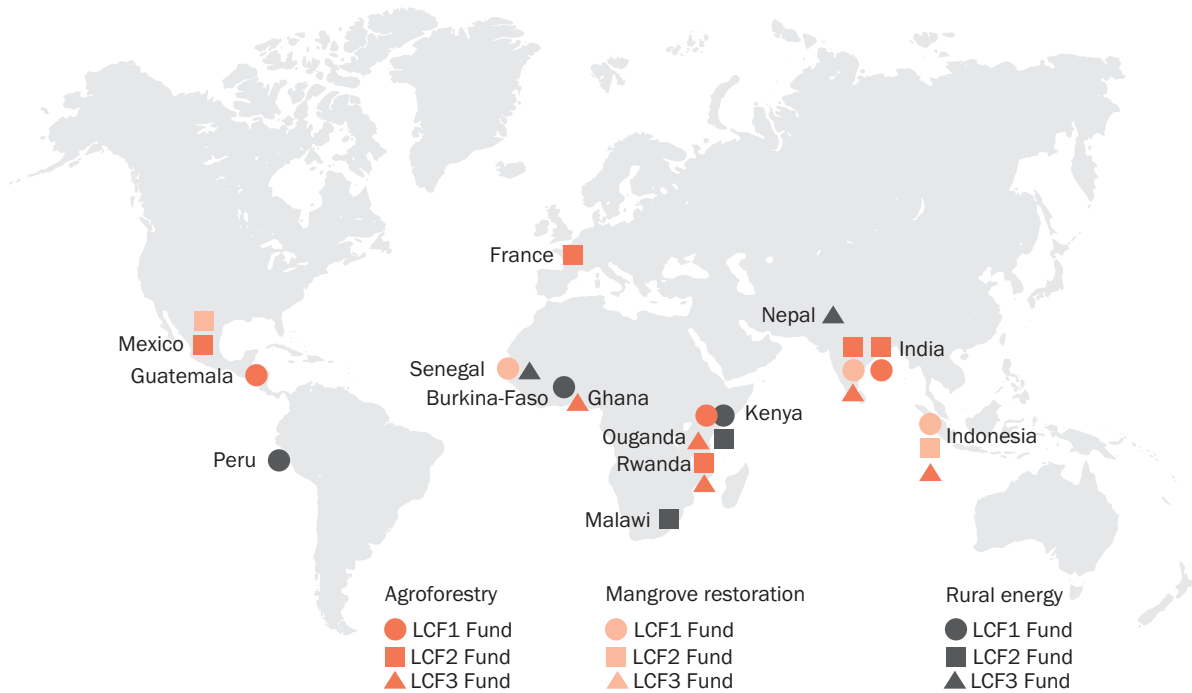 France
Nepal
Mexico
India
Guatemala
Senegal
Burkina-Faso
Ghana
Kenya
Ouganda
Indonesia
Peru
Rwanda
Malawi
Agroforestry
LCF1 Fund
LCF2 Fund
LCF3 Fund
Mangrove restoration
LCF1 Fund
LCF2 Fund
LCF3 Fund
Rural energy
LCF1 Fund
LCF2 Fund
LCF3 Fund